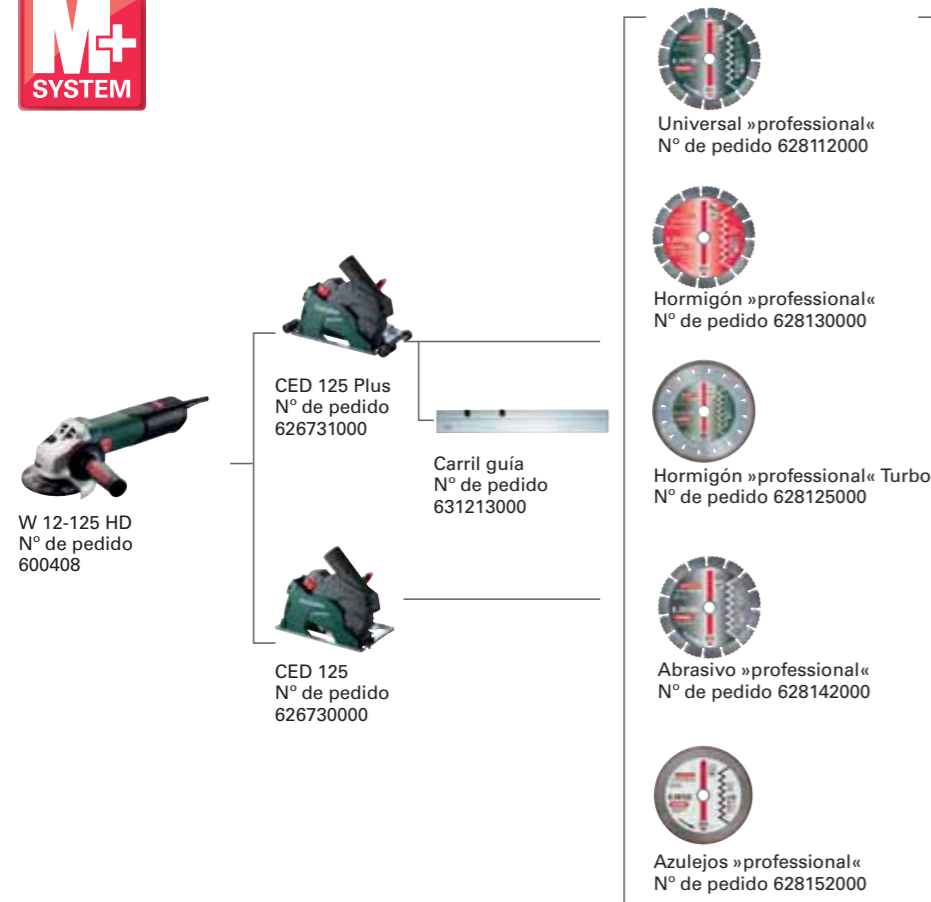 M+
SYSTEM
W 12-125 HD
Nº de pedido
600408
CED 125 Plus
Nº de pedido
626731000
Carril guía
Nº de pedido
631213000
CED 125
Nº de pedido
626730000
Universal »professional«
Nº de pedido 628112000
Hormigón »professional«
Nº de pedido 628130000
Hormigón »professional« Turbo
Nº de pedido 628125000
Abrasivo »professional«
Nº de pedido 628142000
Azulejos »professional«
Nº de pedido 628152000